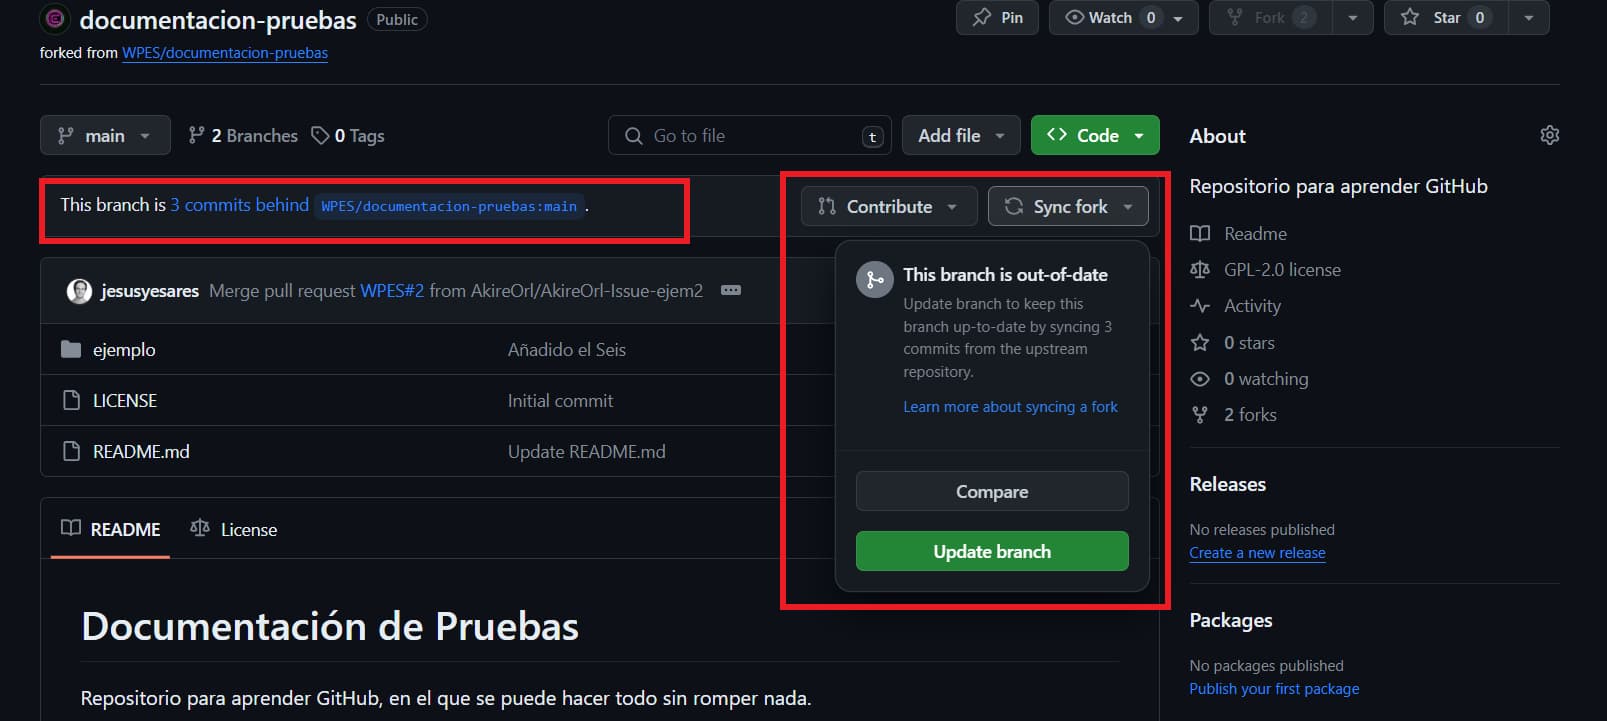 documentacion-pruebas Public
Pin
Watch 0
Fork 2
Star 0
forked from WPES/documentacion-pruebas
main
2 Branches
0 Tags
Go to file t
Add file
Code
This branch is 3 commits behind WPES/documentacion-pruebas:main .
Contribute
Sync fork
This branch is out-of-date
Update branch to keep this
branch up-to-date by syncing 3
commits from the upstream
repository.
Learn more about syncing a fork
Compare
Update branch
jesusyesares Merge pull request WPES#2 from AkireOrl/AkireOrl-Issue-ejem2
ejemplo Añadido el Seis
LICENSE Initial commit
README.md Update README.md
README
License
Documentación de Pruebas
Repositorio para aprender GitHub, en el que se puede hacer todo sin romper nada.
About
Repositorio para aprender GitHub
Readme
GPL-2.0 license
Activity
0 stars
0 watching
2 forks
Releases
No releases published
Create a new release
Packages
No packages published
Publish your first package